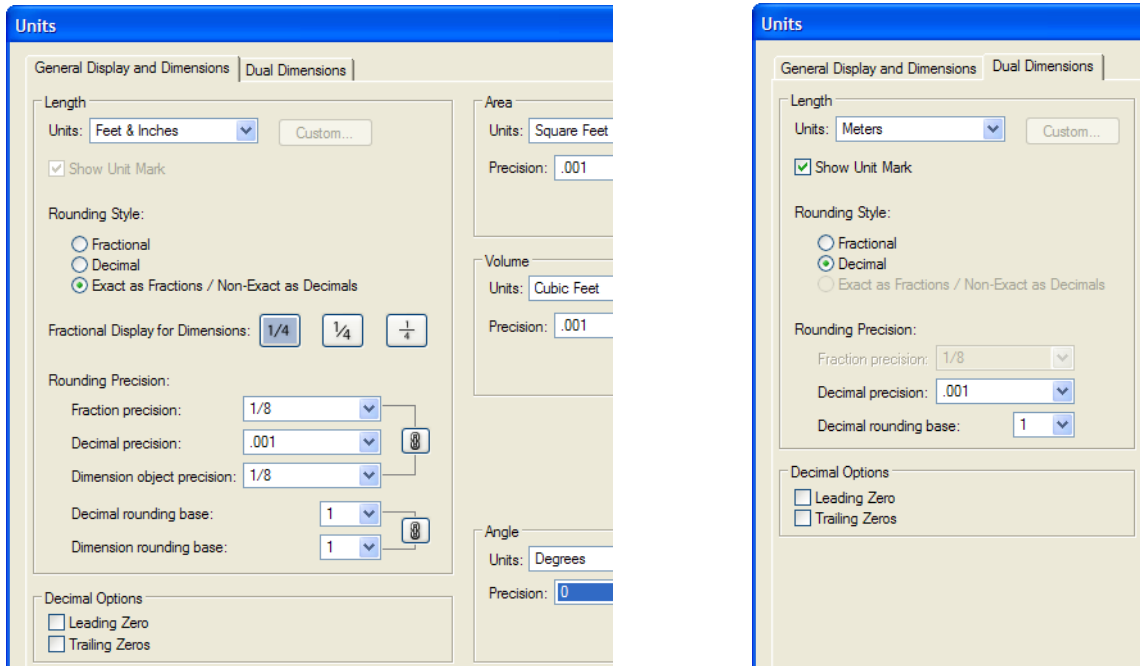 Units
General Display and Dimensions
Dual Dimensions
Length
Units: Feet & Inches
Custom...
Show Unit Mark
Rounding Style:
Fractional
Decimal
Exact as Fractions / Non-Exact as Decimals
Fractional Display for Dimensions: 1/4 1/4 1/4
Rounding Precision:
Fraction precision: 1/8
Decimal precision: .001
Dimension object precision: 1/8
Decimal rounding base: 1
Dimension rounding base: 1
Decimal Options
Leading Zero
Trailing Zeros
Area
Units: Square Feet
Precision: .001
Volume
Units: Cubic Feet
Precision: .001
Angle
Units: Degrees
Precision: 0
Units
General Display and Dimensions
Dual Dimensions
Length
Units: Meters
Custom...
Show Unit Mark
Rounding Style:
Fractional
Decimal
Exact as Fractions / Non-Exact as Decimals
Rounding Precision:
Fraction precision: 1/8
Decimal precision: .001
Decimal rounding base: 1
Decimal Options
Leading Zero
Trailing Zeros